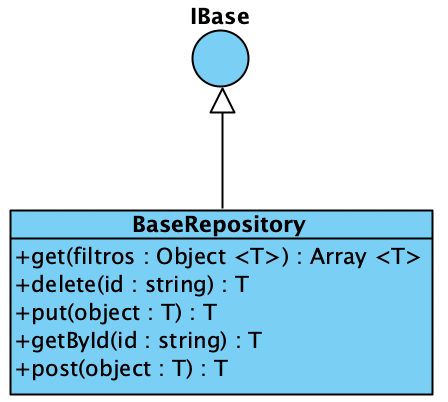 IBase
BaseRepository
+get(filtros : Object <T>) : Array <T>
+delete(id : string) : T
+put(object : T) : T
+getById(id : string) : T
+post(object : T) : T